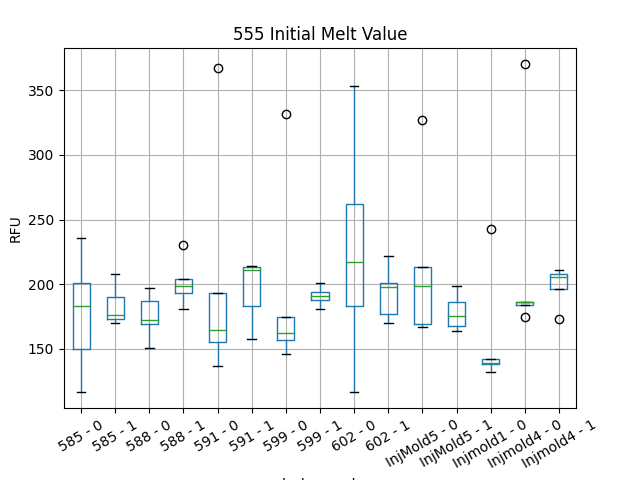 555 Initial Melt Value
RFU
350
300
250
200
150
585 - 0
585 - 1
588 - 0
588 - 1
591 - 0
591 - 1
599 - 0
599 - 1
602 - 0
602 - 1
InjMold5 - 0
InjMold5 - 1
Injmold1 - 0
Injmold4 - 0
Injmold4 - 1